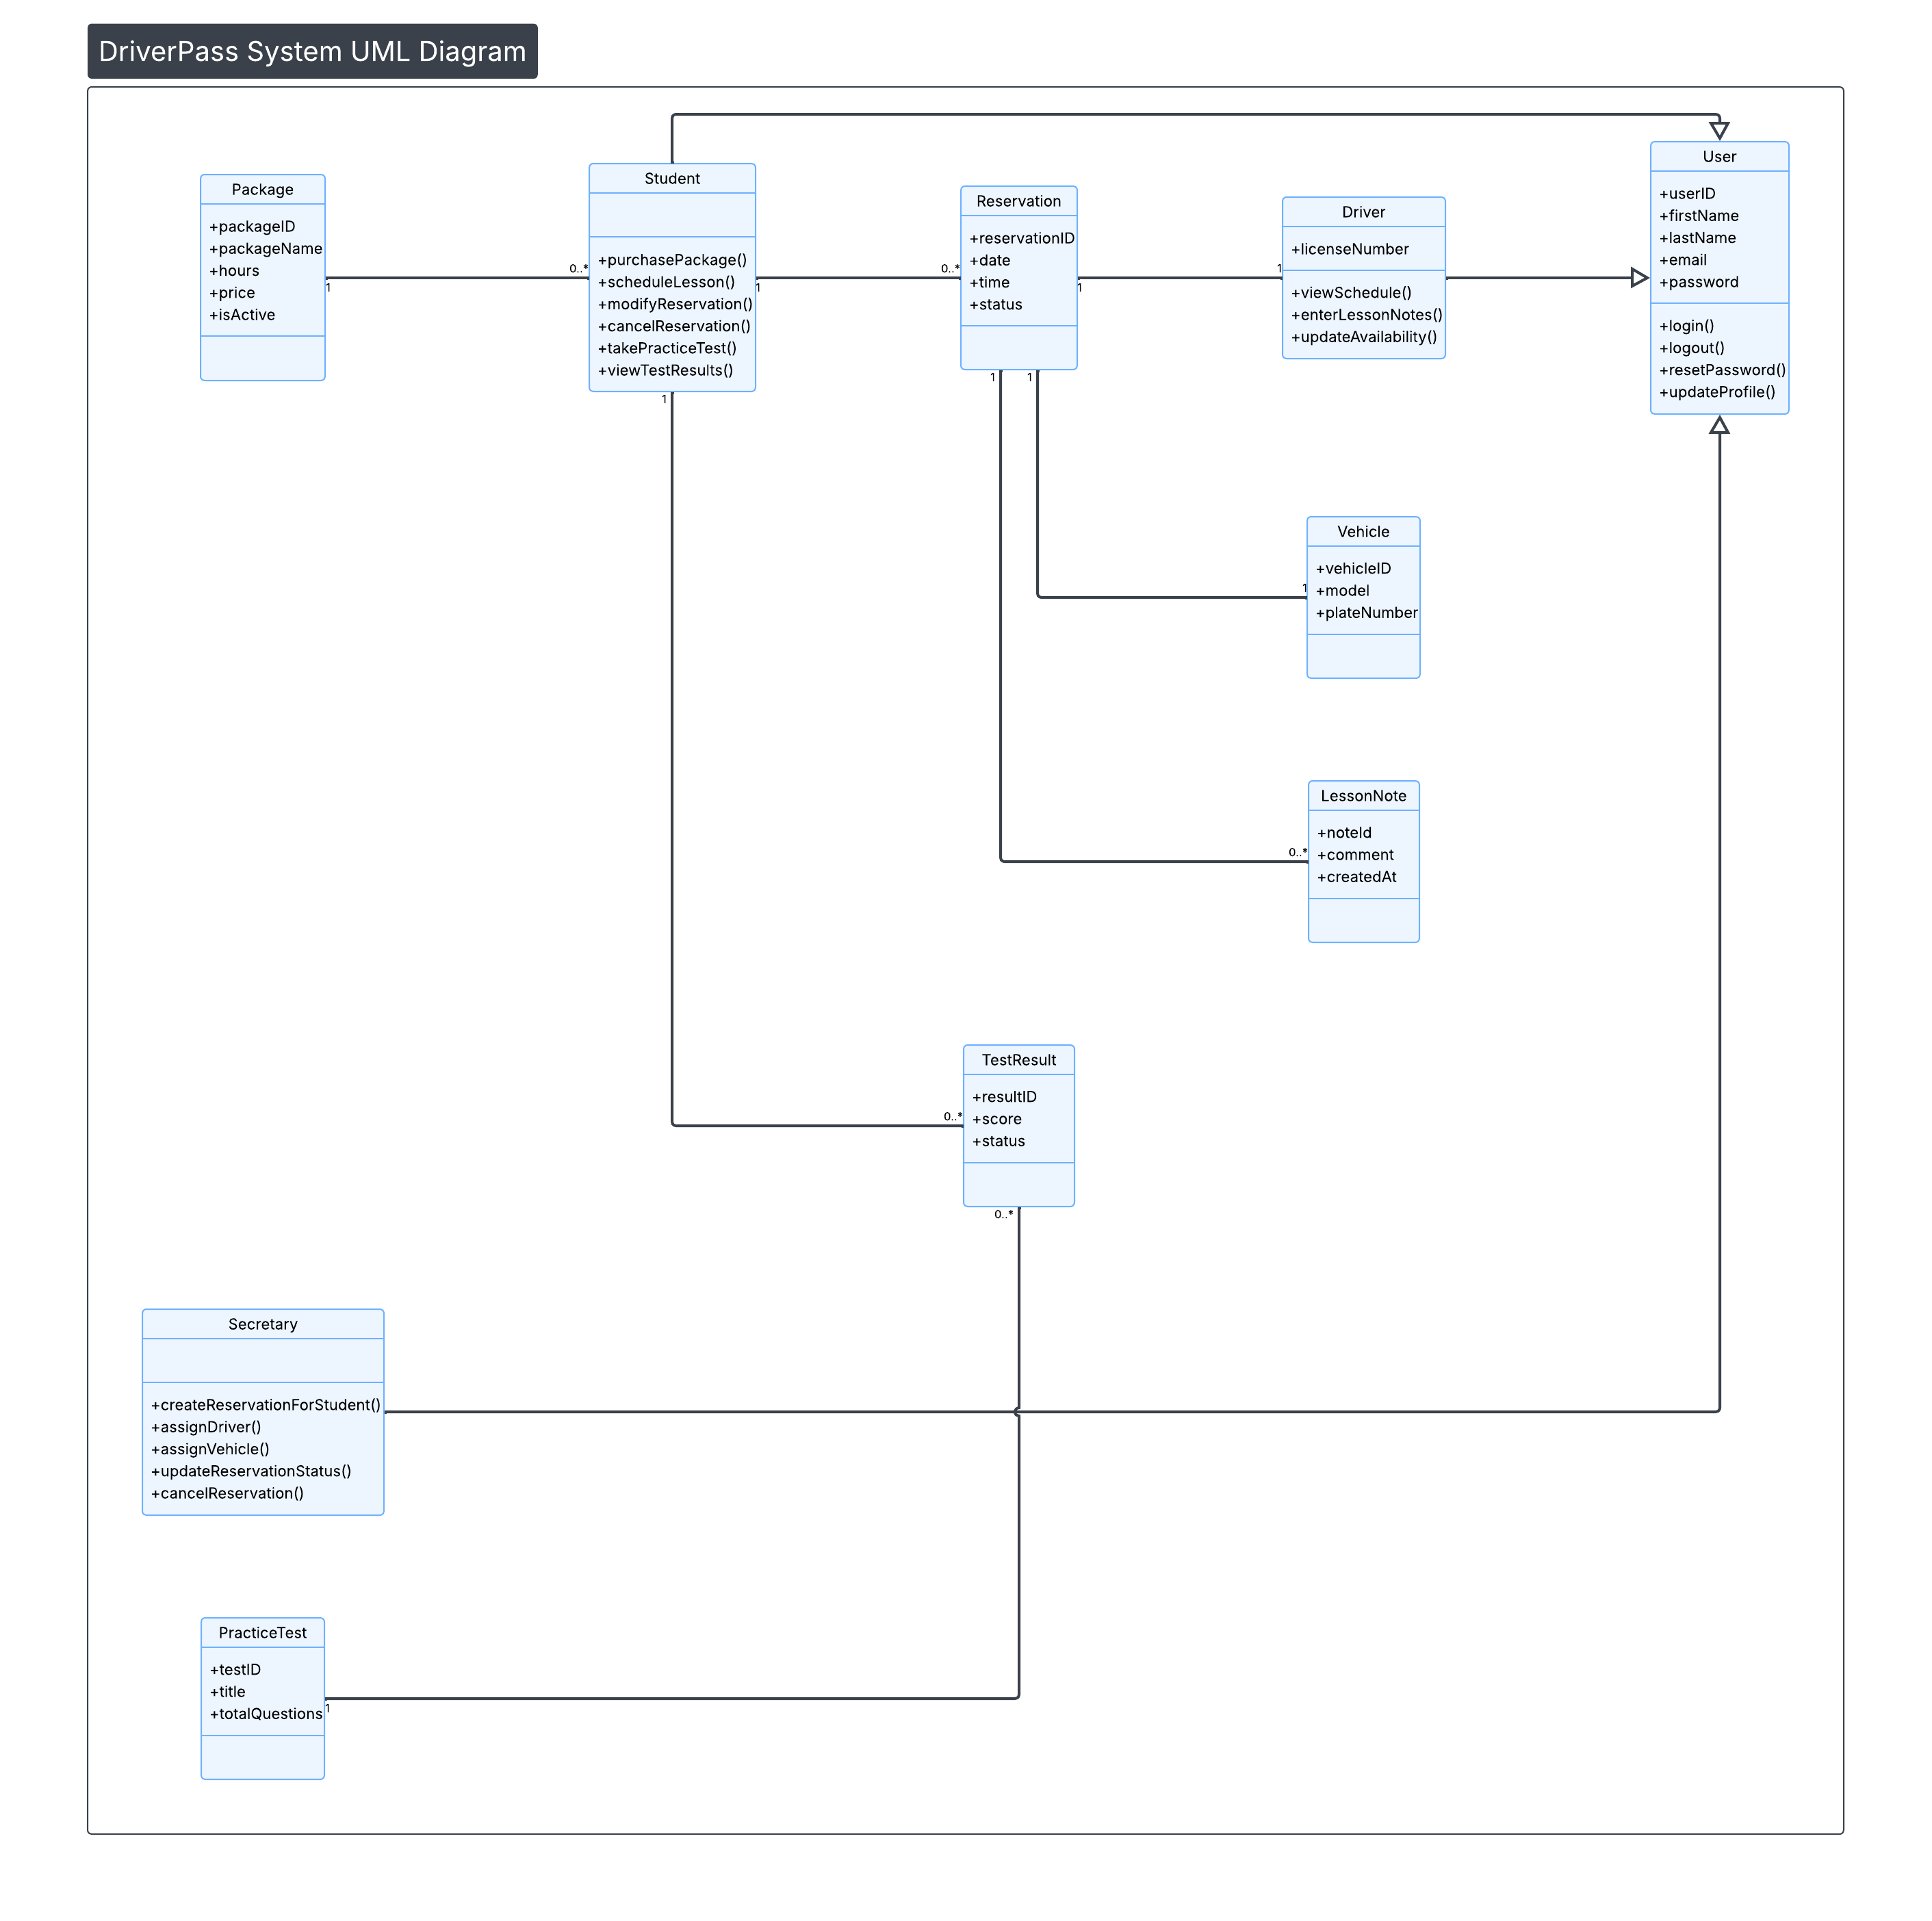 DriverPass System UML Diagram
Package
+packageID
+packageName
+hours
+price
+isActive
1
0..*
Student
+purchasePackage()
+scheduleLesson()
+modifyReservation()
+cancelReservation()
+takePracticeTest()
+viewTestResults()
1
1
0..*
Reservation
+reservationID
+date
+time
+status
1
1
1
1
Driver
+licenseNumber
+viewSchedule()
+enterLessonNotes()
+updateAvailability()
User
+userID
+firstName
+lastName
+email
+password
+login()
+logout()
+resetPassword()
+updateProfile()
Vehicle
+vehicleID
1
+model
+plateNumber
LessonNote
+noteId
0..*
+comment
+createdAt
TestResult
+resultID
0..*
+score
+status
0..*
Secretary
+createReservationForStudent()
+assignDriver()
+assignVehicle()
+updateReservationStatus()
+cancelReservation()
PracticeTest
+testID
+title
+totalQuestions
1